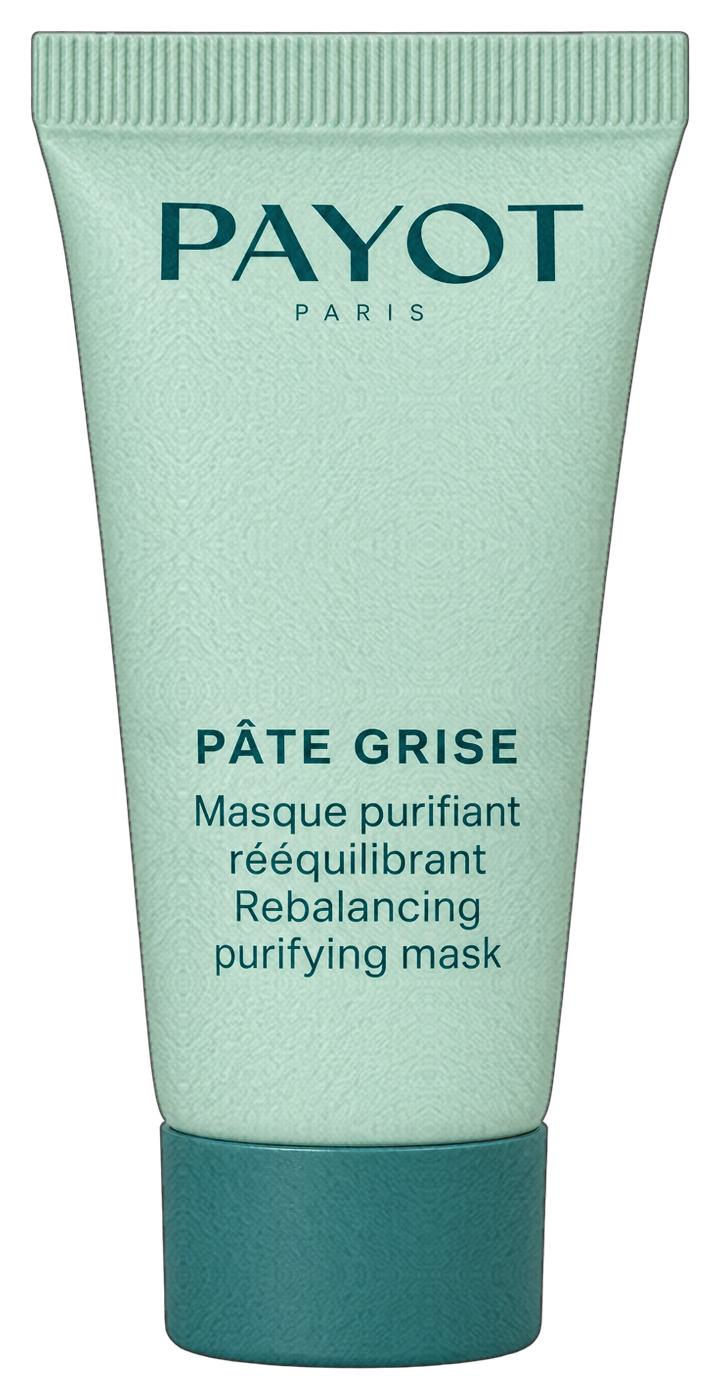 PAYOT
PARIS
PÂTE GRISE
Masque purifiant
rééquilibrant
Rebalancing
purifying mask